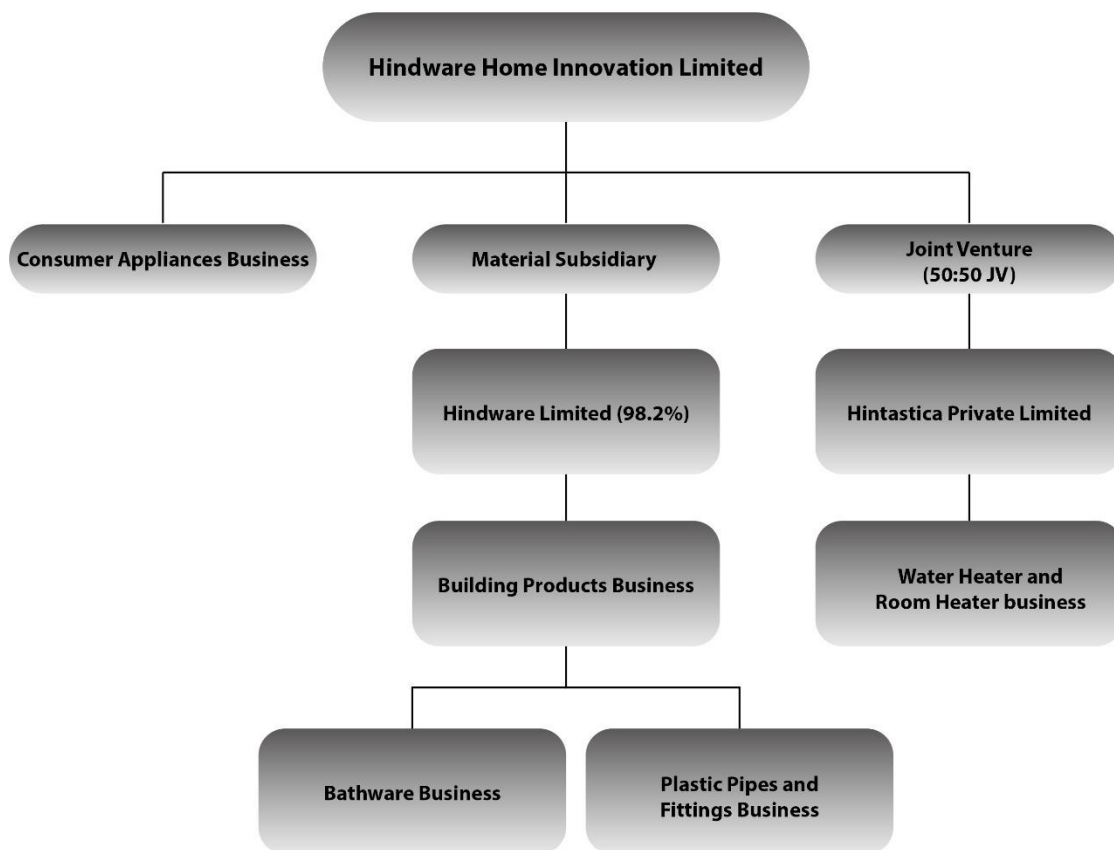 Hindware Home Innovation Limited
Consumer Appliances Business
Material Subsidiary
Joint Venture
(50:50 JV)
Hindware Limited (98.2%)
Hintastica Private Limited
Building Products Business
Water Heater and
Room Heater business
Bathware Business
Plastic Pipes and
Fittings Business